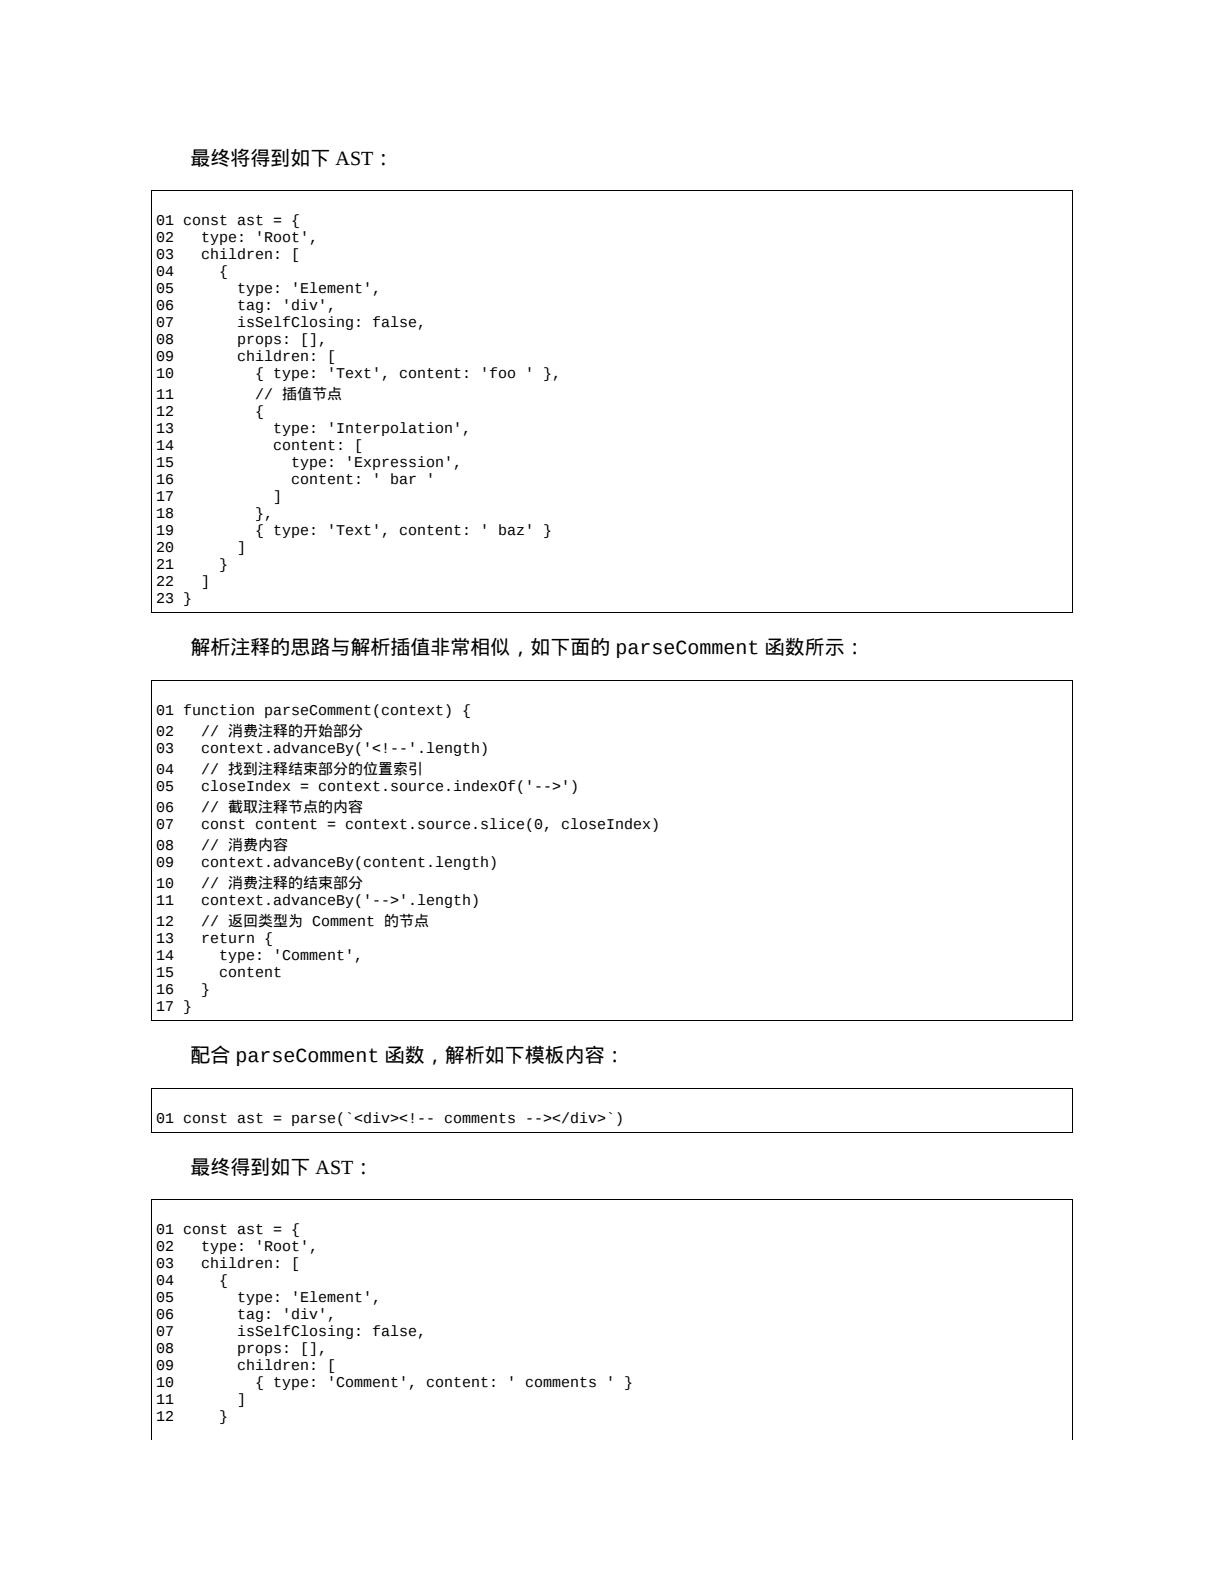 最终将得到如下 AST：
01 const ast = {
02   type: 'Root',
03   children: [
04     {
05       type: 'Element',
06       tag: 'div',
07       isSelfClosing: false,
08       props: [],
09       children: [
10         { type: 'Text', content: 'foo ' },
11         // 插值节点
12         {
13           type: 'Interpolation',
14           content: [
15             type: 'Expression',
16             content: ' bar '
17           ]
18         },
19         { type: 'Text', content: ' baz' }
20       ]
21     }
22   ]
23 }
解析注释的思路与解析插值非常相似，如下面的 parseComment 函数所示：
01 function parseComment(context) {
02   // 消费注释的开始部分
03   context.advanceBy('<!--'.length)
04   // 找到注释结束部分的位置索引
05   closeIndex = context.source.indexOf('-->')
06   // 截取注释节点的内容
07   const content = context.source.slice(0, closeIndex)
08   // 消费内容
09   context.advanceBy(content.length)
10   // 消费注释的结束部分
11   context.advanceBy('-->'.length)
12   // 返回类型为 Comment 的节点
13   return {
14     type: 'Comment',
15     content
16   }
17 }
配合 parseComment 函数，解析如下模板内容：
01 const ast = parse(`<div><!-- comments --></div>`)
最终得到如下 AST：
01 const ast = {
02   type: 'Root',
03   children: [
04     {
05       type: 'Element',
06       tag: 'div',
07       isSelfClosing: false,
08       props: [],
09       children: [
10         { type: 'Comment', content: ' comments ' }
11       ]
12     }